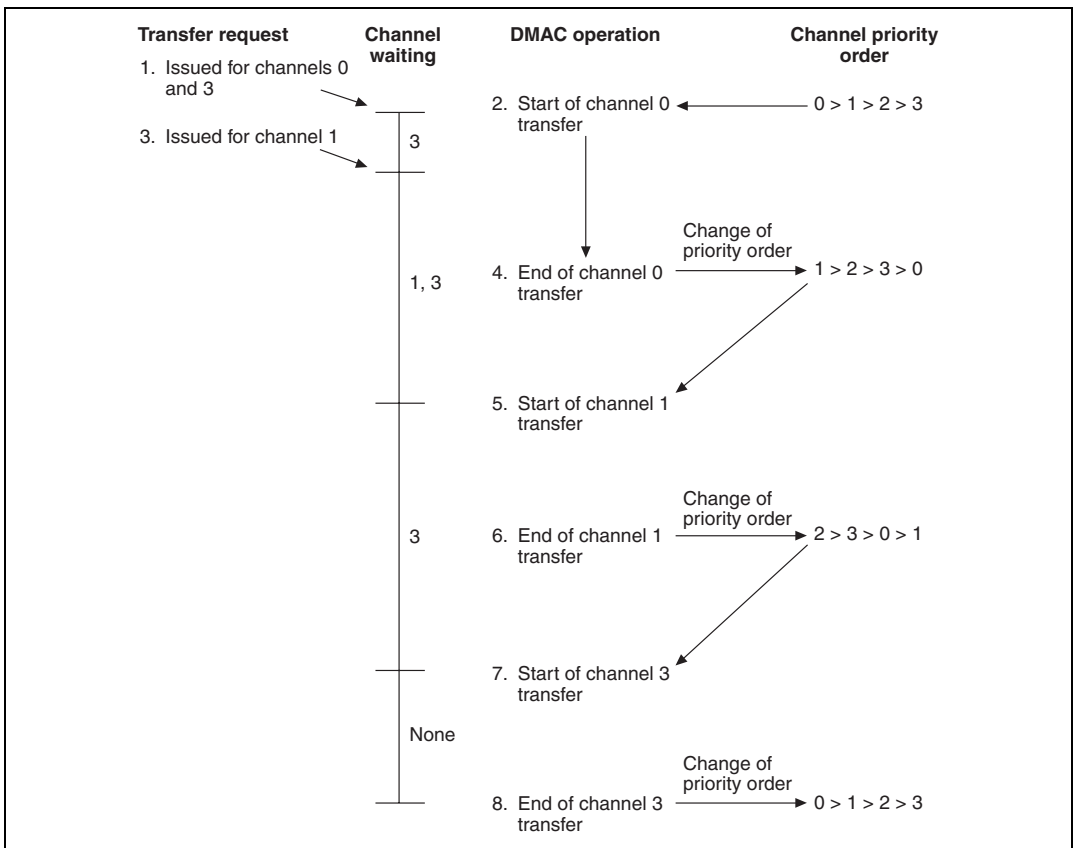 Transfer request
Channel
waiting
DMAC operation
Channel priority
order
1. Issued for channels 0
and 3
2. Start of channel 0
transfer
0 > 1 > 2 > 3
3. Issued for channel 1
3
Change of
priority order
4. End of channel 0
transfer
1 > 2 > 3 > 0
1, 3
5. Start of channel 1
transfer
Change of
priority order
3
6. End of channel 1
transfer
2 > 3 > 0 > 1
7. Start of channel 3
transfer
None
Change of
priority order
8. End of channel 3
transfer
0 > 1 > 2 > 3